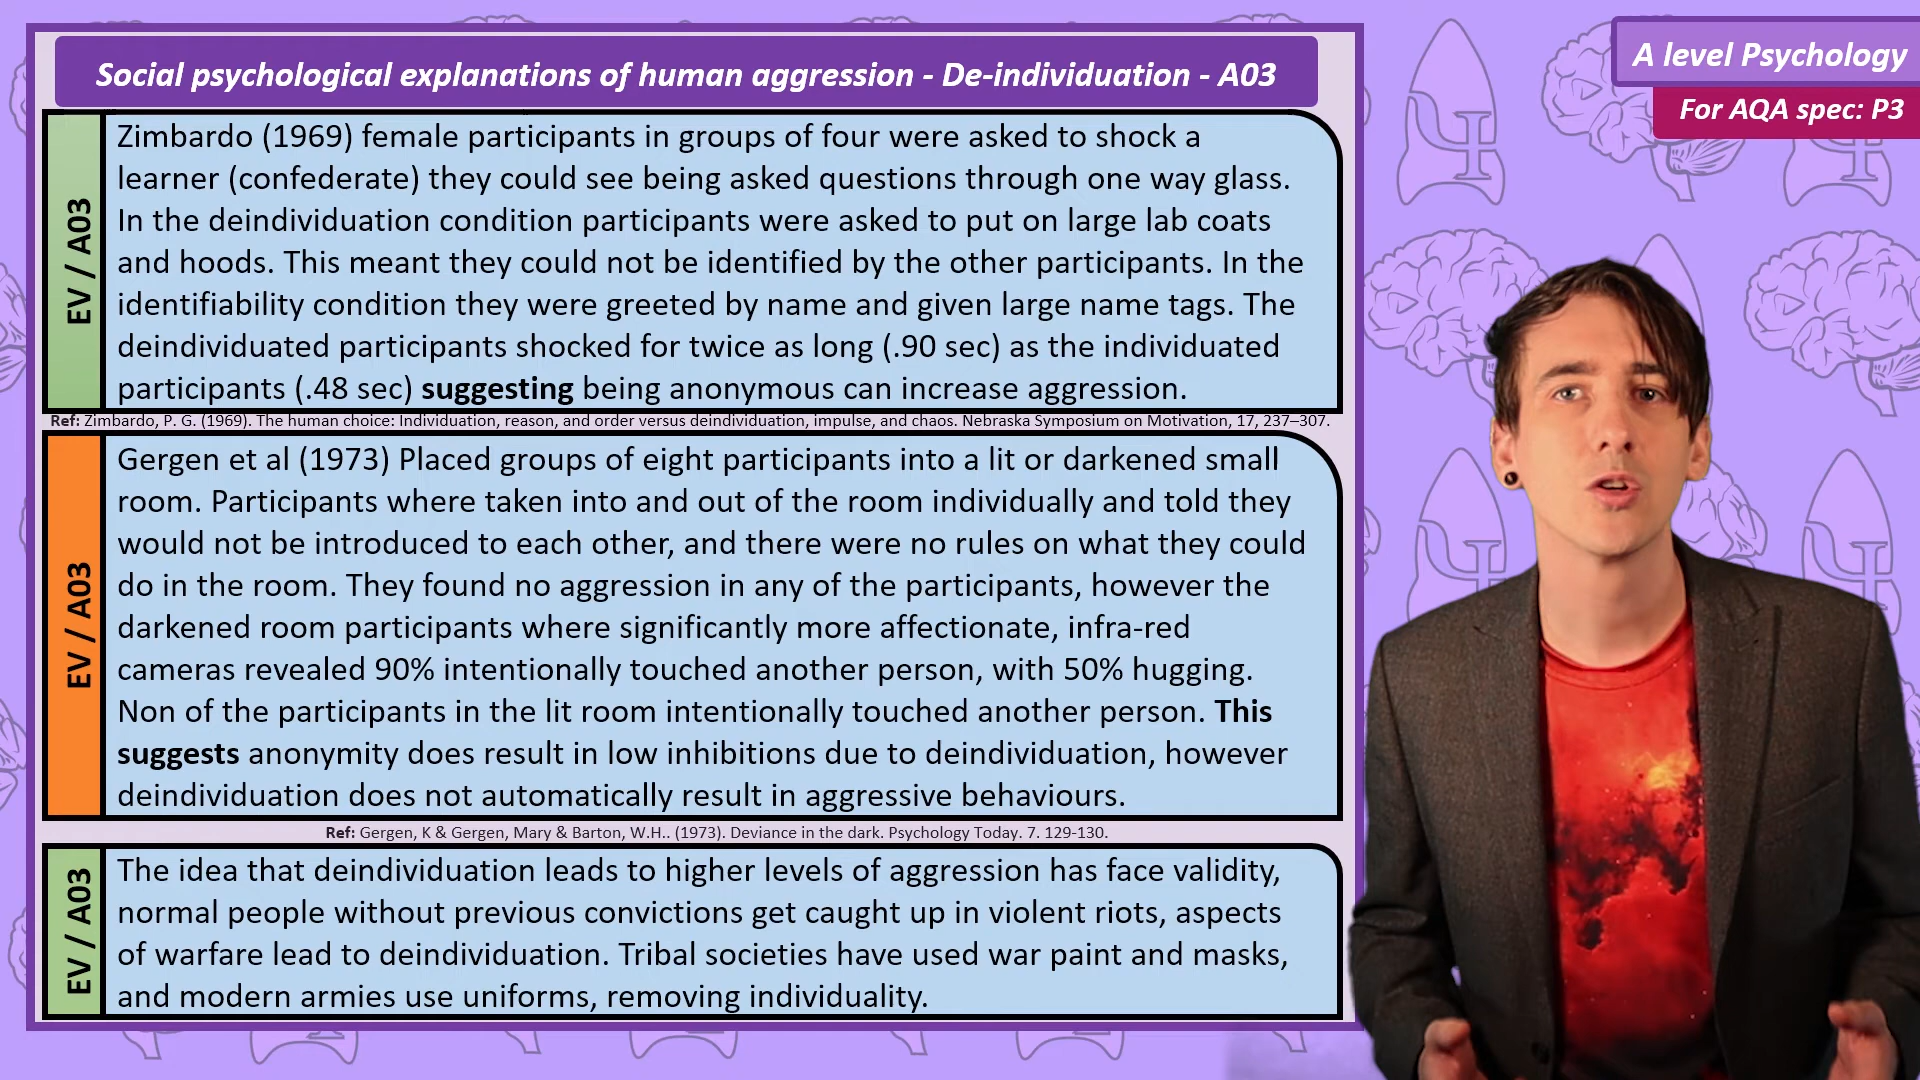 Social psychological explanations of human aggression - De-individuation - A03
A level Psychology
For AQA spec: P3
EV / A03
Zimbardo (1969) female participants in groups of four were asked to shock a
learner (confederate) they could see being asked questions through one way glass.
In the deindividuation condition participants were asked to put on large lab coats
and hoods. This meant they could not be identified by the other participants. In the
identifiability condition they were greeted by name and given large name tags. The
deindividuated participants shocked for twice as long (.90 sec) as the individuated
participants (.48 sec) suggesting being anonymous can increase aggression.
Ref: Zimbardo, P. G. (1969). The human choice: Individuation, reason, and order versus deindividuation, impulse, and chaos. Nebraska Symposium on Motivation, 17, 237–307.
EV / A03
Gergen et al (1973) Placed groups of eight participants into a lit or darkened small
room. Participants where taken into and out of the room individually and told they
would not be introduced to each other, and there were no rules on what they could
do in the room. They found no aggression in any of the participants, however the
darkened room participants where significantly more affectionate, infra-red
cameras revealed 90% intentionally touched another person, with 50% hugging.
Non of the participants in the lit room intentionally touched another person. This
suggests anonymity does result in low inhibitions due to deindividuation, however
deindividuation does not automatically result in aggressive behaviours.
Ref: Gergen, K & Gergen, Mary & Barton, W.H.. (1973). Deviance in the dark. Psychology Today. 7. 129-130.
EV / A03
The idea that deindividuation leads to higher levels of aggression has face validity,
normal people without previous convictions get caught up in violent riots, aspects
of warfare lead to deindividuation. Tribal societies have used war paint and masks,
and modern armies use uniforms, removing individuality.